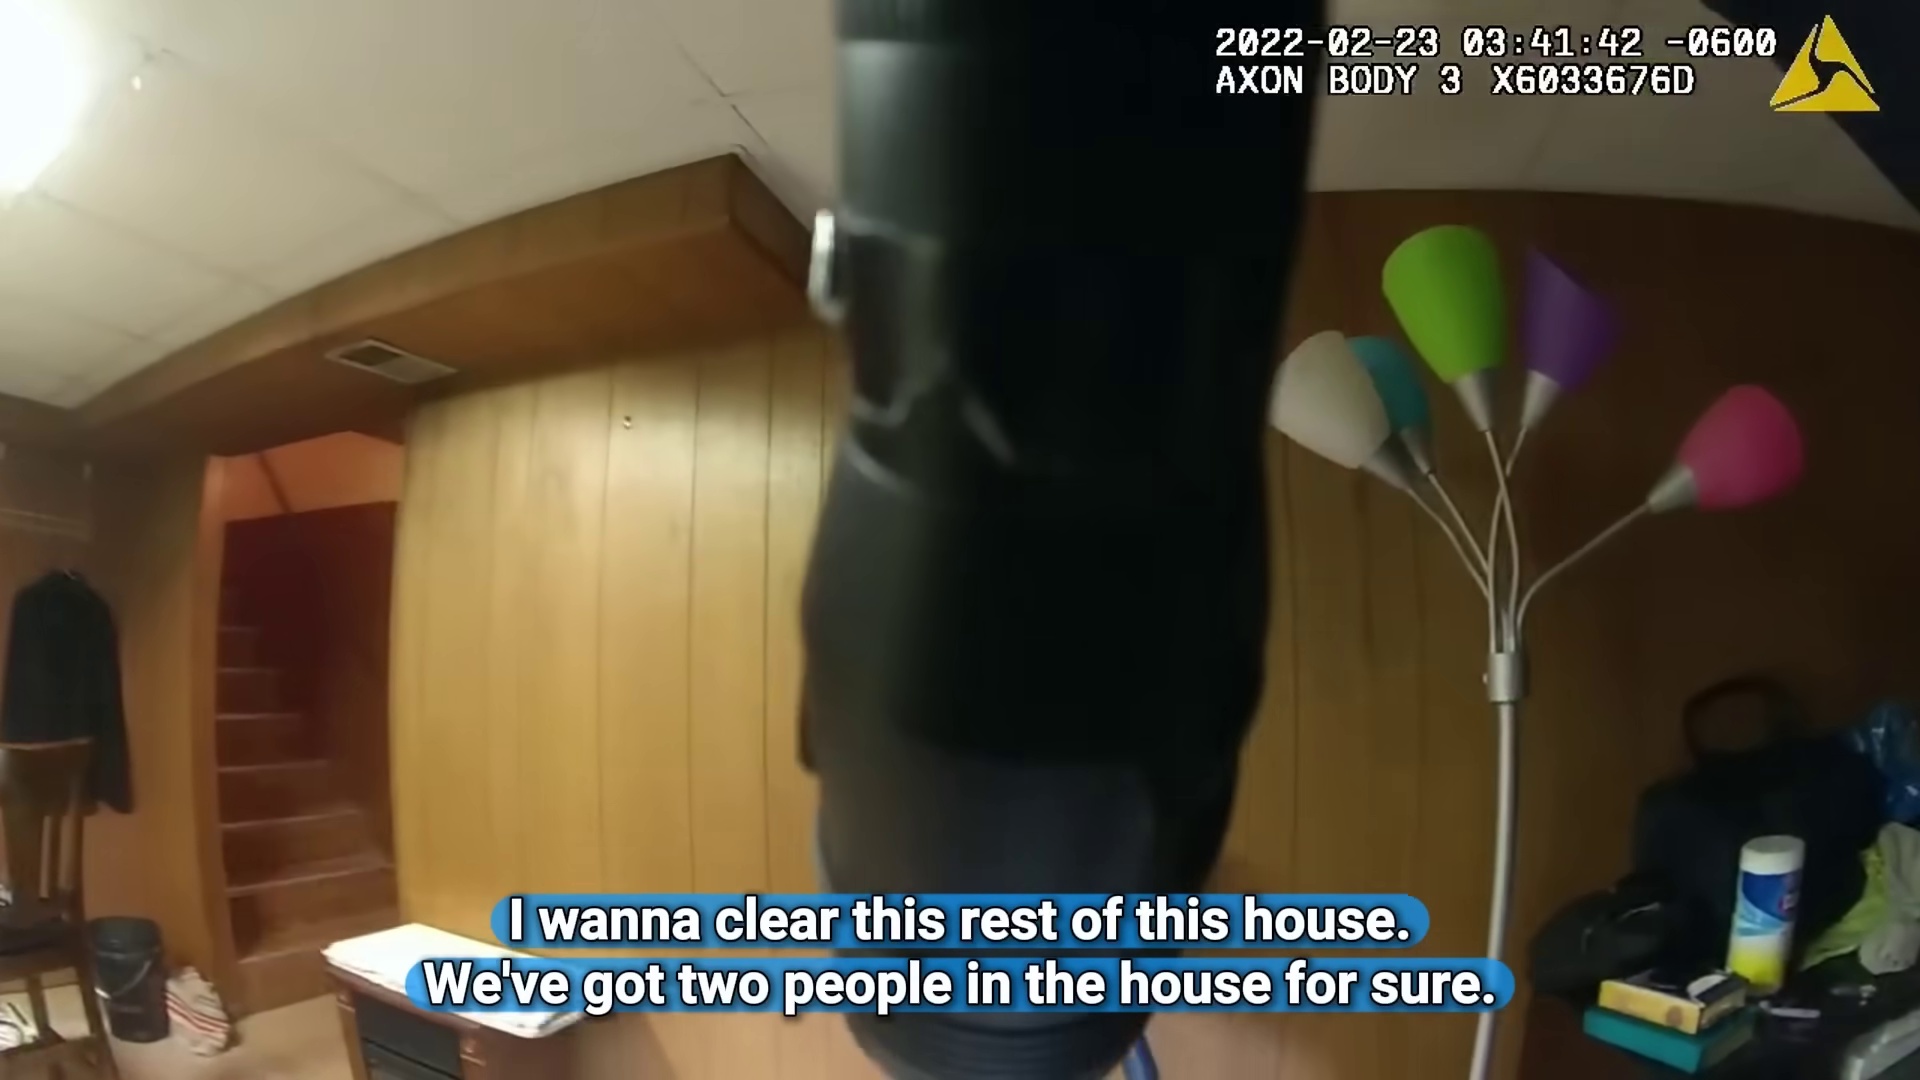 2022-02-23 03:41:42 -0600
AXON BODY 3 X6033676D
I wanna clear this rest of this house.
We've got two people in the house for sure.